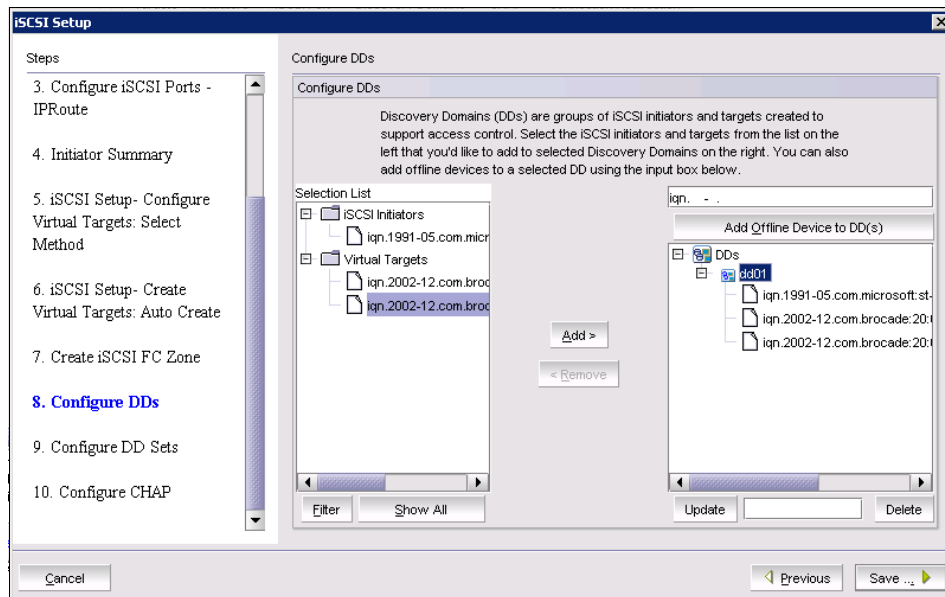 iSCSI Setup
Steps
3. Configure iSCSI Ports -
IPRoute
4. Initiator Summary
5. iSCSI Setup- Configure
Virtual Targets: Select
Method
6. iSCSI Setup- Create
Virtual Targets: Auto Create
7. Create iSCSI FC Zone
8. Configure DDs
9. Configure DD Sets
10. Configure CHAP
Configure DDs
Configure DDs
Discovery Domains (DDs) are groups of iSCSI initiators and targets created to
support access control. Select the iSCSI initiators and targets from the list on the
left that you'd like to add to selected Discovery Domains on the right. You can also
add offline devices to a selected DD using the input box below.
Selection List
iSCSI Initiators
iqn.1991-05.com.micr
Virtual Targets
iqn.2002-12.com.broc
iqn.2002-12.com.broc
Filter
Show All
Add >
< Remove
iqn. - .
Add Offline Device to DD(s)
DDs
dd01
iqn.1991-05.com.microsoft:st-
iqn.2002-12.com.brocade:20:
iqn.2002-12.com.brocade:20:
Update
Delete
Cancel
Previous
Save ...